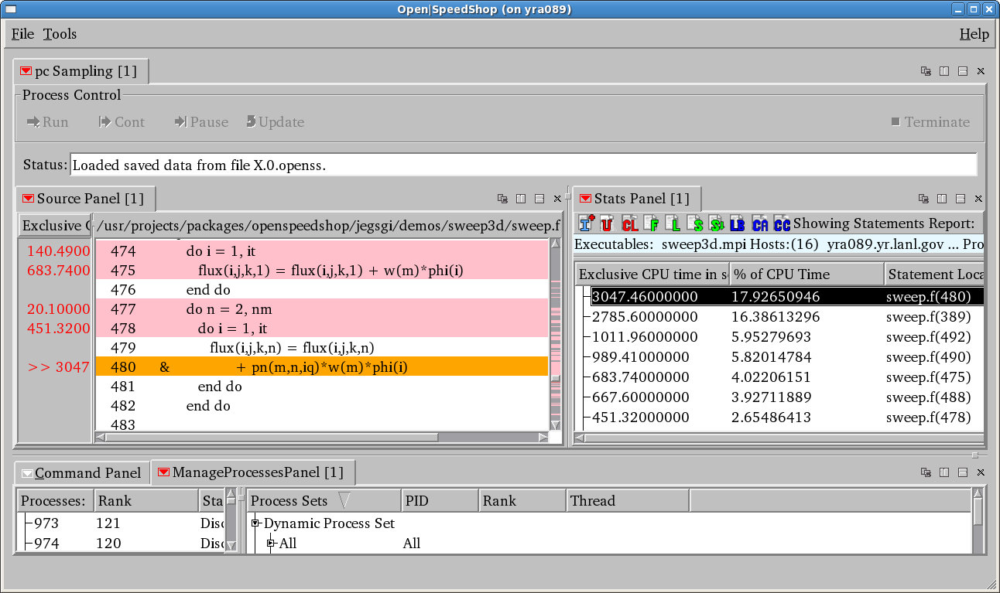 Open|SpeedShop (on yra089)
File Tools Help
pc Sampling [1]
Process Control
Run Cont Pause Update Terminate
Status: Loaded saved data from file X.0.openss.
Source Panel [1]
Exclusive C /usr/projects/packages/openspeedshop/jegsgi/demos/sweep3d/sweep.f
140.4900 474 do i = 1, it
683.7400 475 flux(i,j,k,1) = flux(i,j,k,1) + w(m)*phi(i)
476 end do
20.10000 477 do n = 2, nm
451.3200 478 do i = 1, it
479 flux(i,j,k,n) = flux(i,j,k,n)
>> 3047 480 & + pn(m,n,iq)*w(m)*phi(i)
481 end do
482 end do
483
Stats Panel [1]
I U CL F L S S LB CA CC Showing Statements Report:
Executables: sweep3d.mpi Hosts:(16) yra089.yr.lanl.gov ... Pro
Exclusive CPU time in s % of CPU Time Statement Loca
3047.46000000 17.92650946 sweep.f(480)
2785.60000000 16.38613296 sweep.f(389)
1011.96000000 5.95279693 sweep.f(492)
989.41000000 5.82014784 sweep.f(490)
683.74000000 4.02206151 sweep.f(475)
667.60000000 3.92711889 sweep.f(488)
451.32000000 2.65486413 sweep.f(478)
Command Panel ManageProcessesPanel [1]
Processes: Rank Sta
973 121 Disc
974 120 Disc
Process Sets PID Rank Thread
Dynamic Process Set
All All